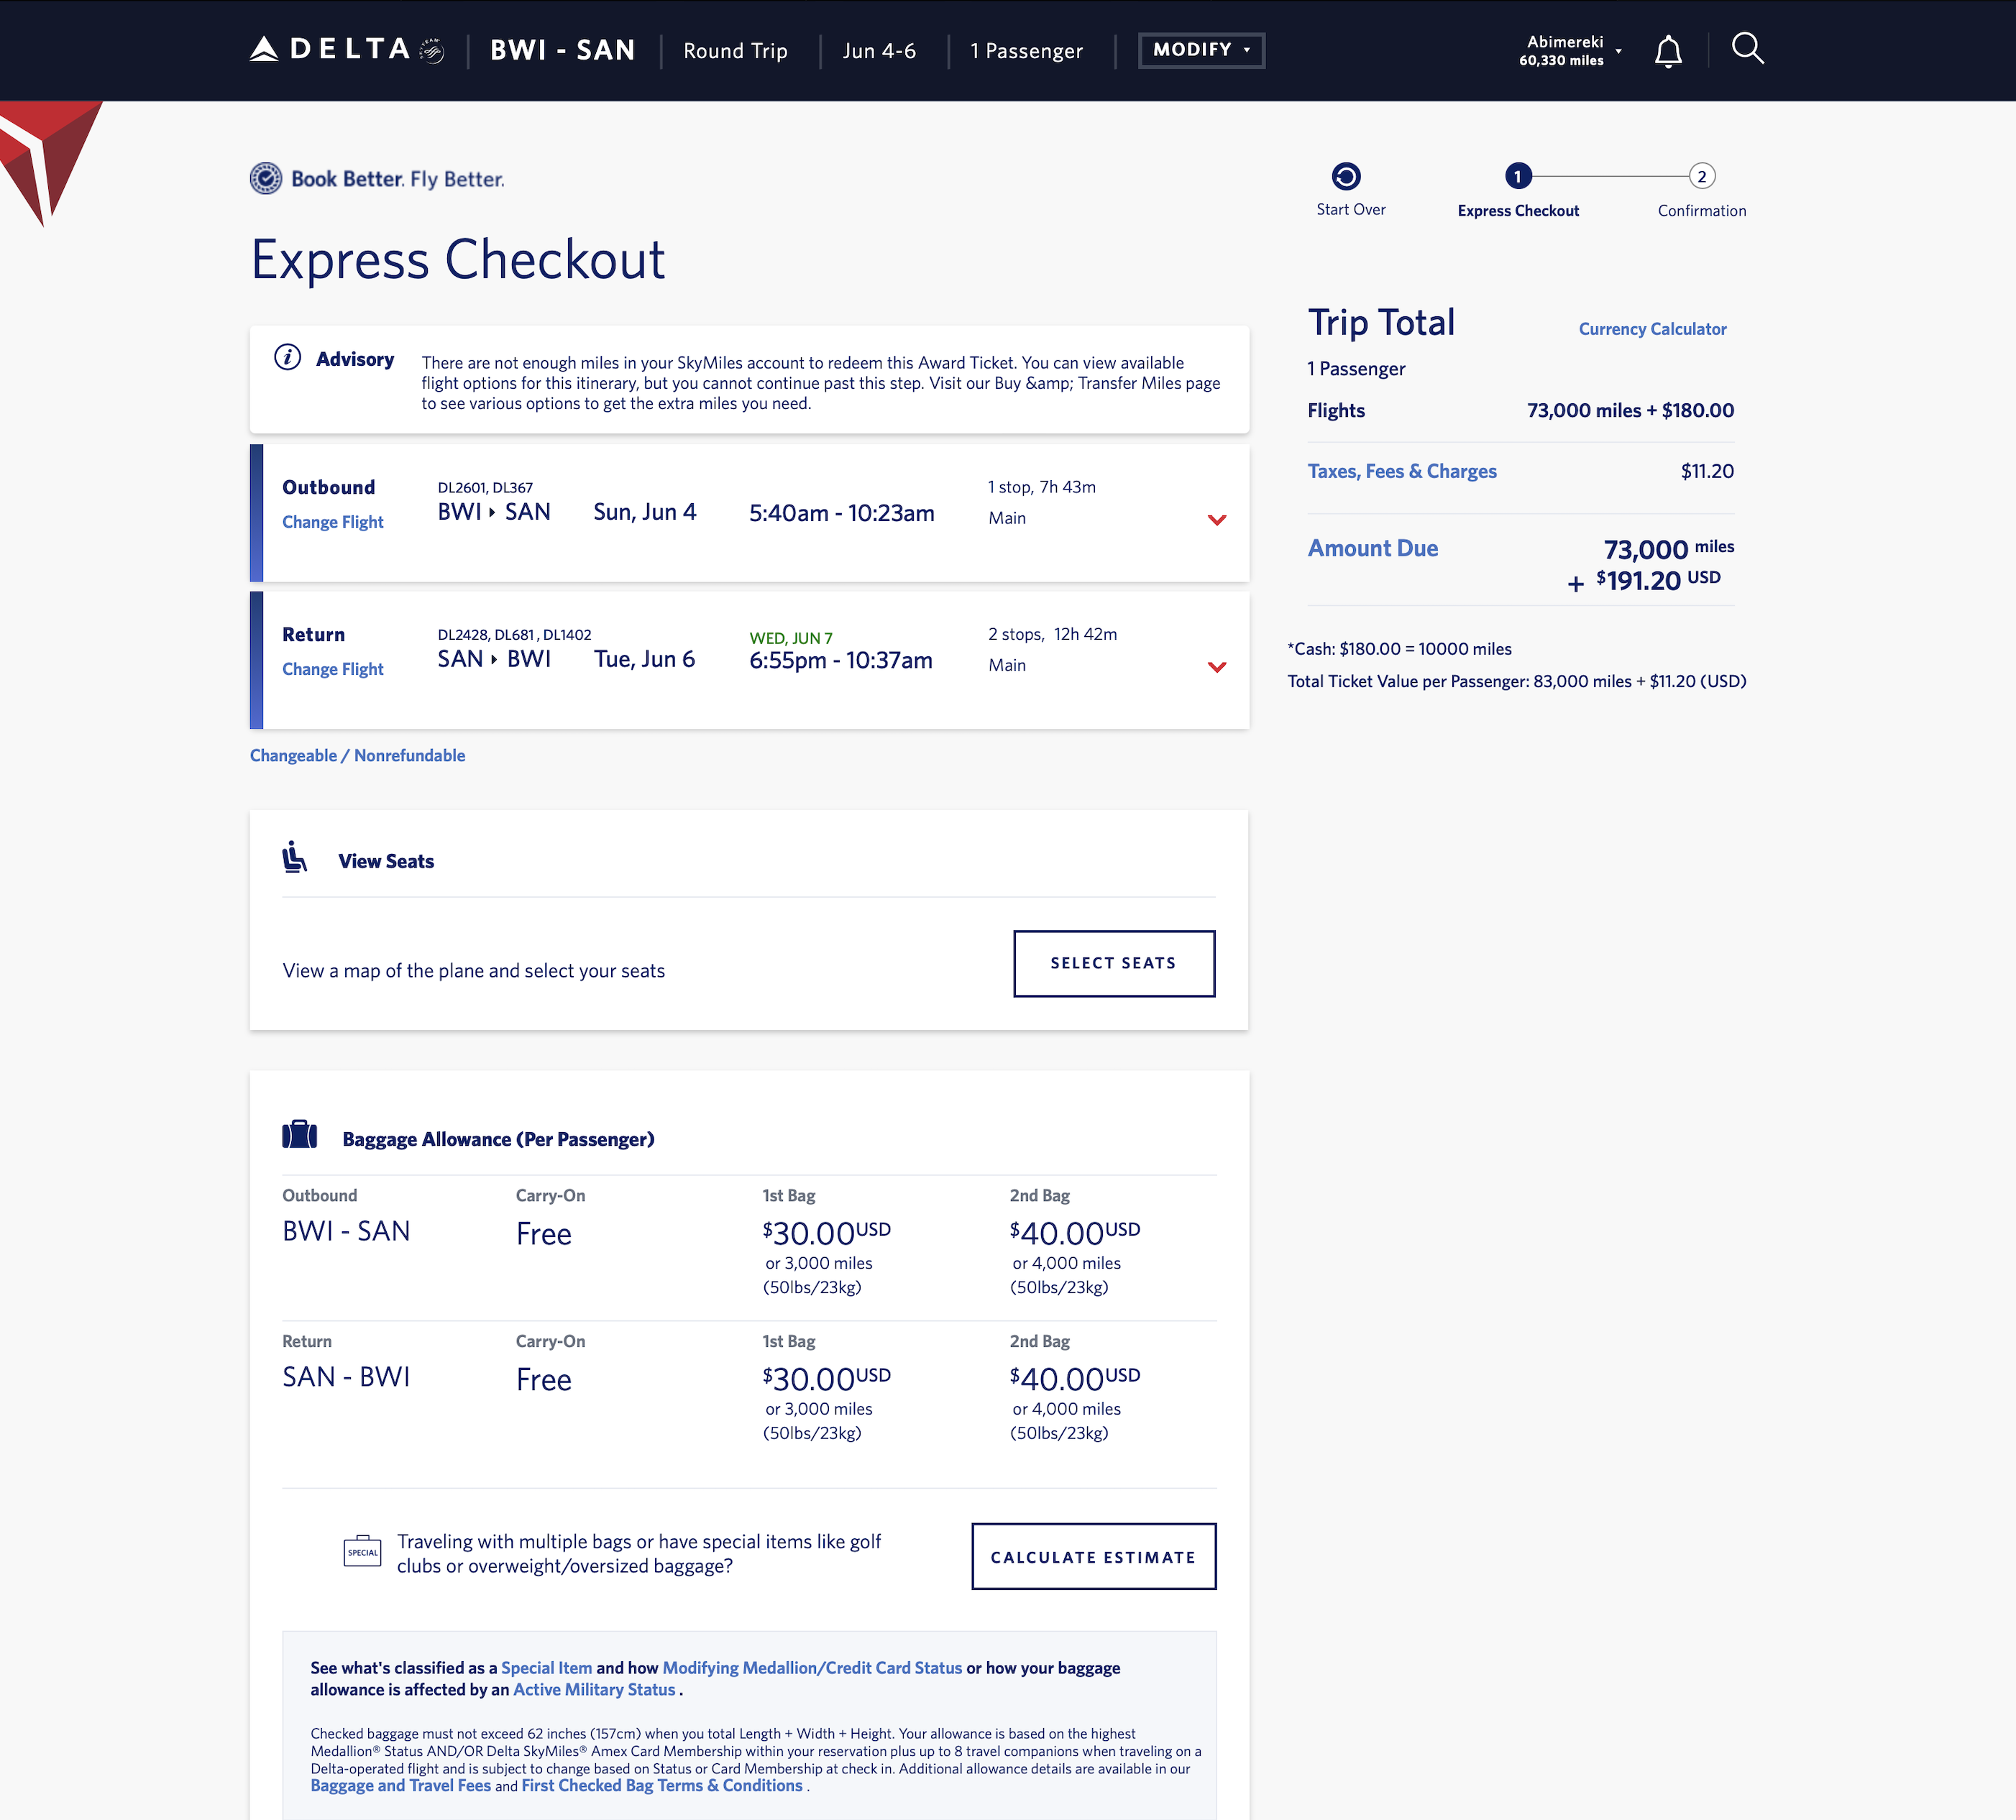 DELTA
BWI - SAN
Round Trip
Jun 4-6
1 Passenger
MODIFY
Abimereki
60,330 miles
Book Better. Fly Better.
Start Over
1
Express Checkout
2
Confirmation
Express Checkout
Advisory
There are not enough miles in your SkyMiles account to redeem this Award Ticket. You can view available
flight options for this itinerary, but you cannot continue past this step. Visit our Buy &amp; Transfer Miles page
to see various options to get the extra miles you need.
Outbound
Change Flight
DL2601, DL367
BWI SAN
Sun, Jun 4
5:40am - 10:23am
1 stop, 7h 43m
Main
Return
Change Flight
DL2428, DL681 , DL1402
SAN BWI
Tue, Jun 6
WED, JUN 7
6:55pm - 10:37am
2 stops, 12h 42m
Main
Changeable / Nonrefundable
Trip Total
Currency Calculator
1 Passenger
Flights 73,000 miles + $180.00
Taxes, Fees & Charges $11.20
Amount Due 73,000 miles
+ $191.20 USD
*Cash: $180.00 = 10000 miles
Total Ticket Value per Passenger: 83,000 miles + $11.20 (USD)
View Seats
View a map of the plane and select your seats
SELECT SEATS
Baggage Allowance (Per Passenger)
Outbound Carry-On 1st Bag 2nd Bag
BWI - SAN Free $30.00USD $40.00USD
or 3,000 miles or 4,000 miles
(50lbs/23kg) (50lbs/23kg)
Return Carry-On 1st Bag 2nd Bag
SAN - BWI Free $30.00USD $40.00USD
or 3,000 miles or 4,000 miles
(50lbs/23kg) (50lbs/23kg)
SPECIAL
Traveling with multiple bags or have special items like golf
clubs or overweight/oversized baggage?
CALCULATE ESTIMATE
See what's classified as a Special Item and how Modifying Medallion/Credit Card Status or how your baggage
allowance is affected by an Active Military Status .
Checked baggage must not exceed 62 inches (157cm) when you total Length + Width + Height. Your allowance is based on the highest
Medallion® Status AND/OR Delta SkyMiles® Amex Card Membership within your reservation plus up to 8 travel companions when traveling on a
Delta-operated flight and is subject to change based on Status or Card Membership at check in. Additional allowance details are available in our
Baggage and Travel Fees and First Checked Bag Terms & Conditions .